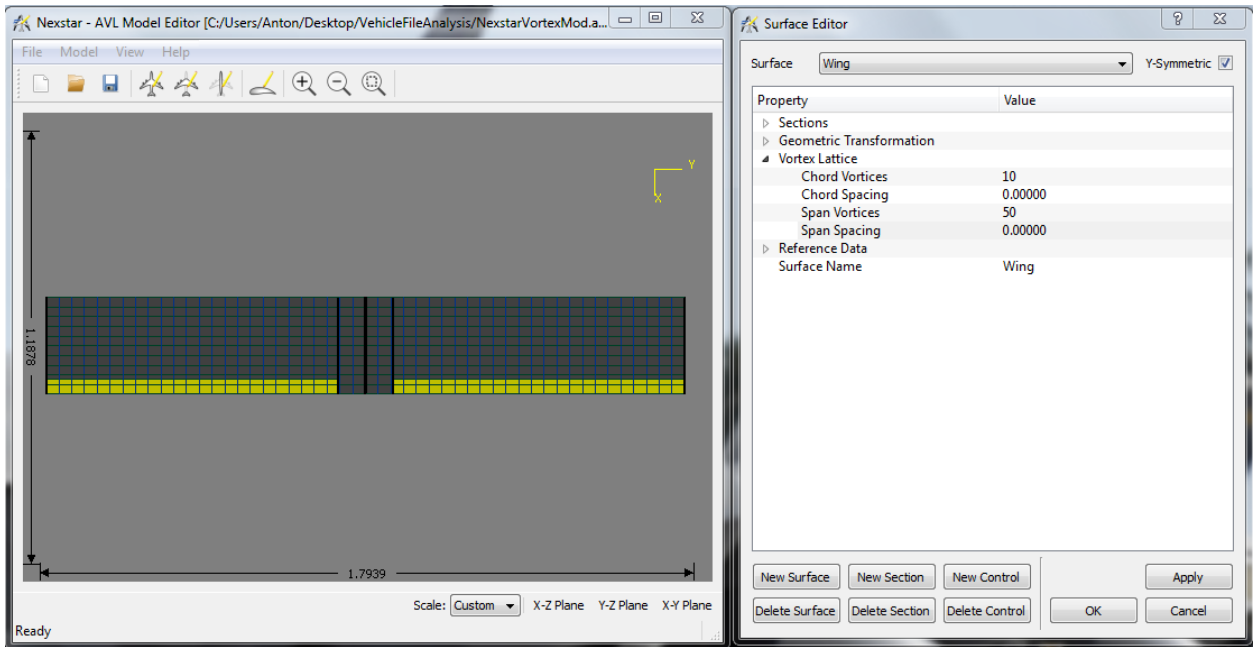 Nexstar - AVL Model Editor [C:/Users/Anton/Desktop/VehicleFileAnalysis/NexstarVortexMod.a...
File Model View Help
Y
X
1.1878
1.7939
Scale: Custom X-Z Plane Y-Z Plane X-Y Plane
Ready
Surface Editor
Surface Wing Y-Symmetric
Property Value
Sections
Geometric Transformation
Vortex Lattice
Chord Vortices 10
Chord Spacing 0.00000
Span Vortices 50
Span Spacing 0.00000
Reference Data
Surface Name Wing
New Surface New Section New Control Apply
Delete Surface Delete Section Delete Control OK Cancel